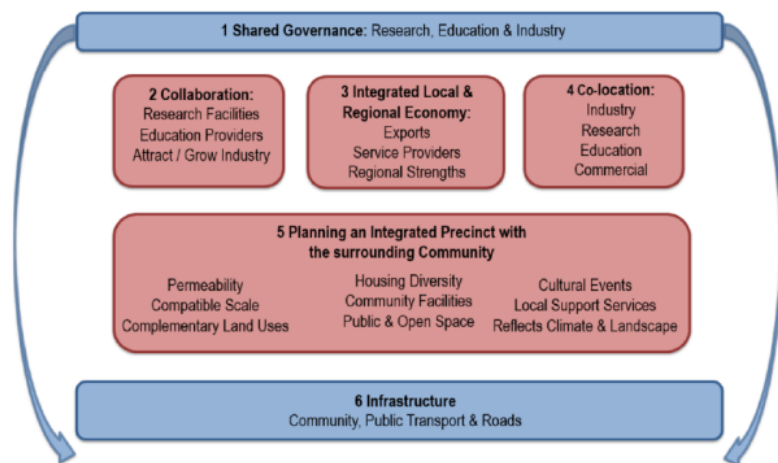 1 Shared Governance: Research, Education & Industry
2 Collaboration:
Research Facilities
Education Providers
Attract / Grow Industry
3 Integrated Local &
Regional Economy:
Exports
Service Providers
Regional Strengths
4 Co-location:
Industry
Research
Education
Commercial
5 Planning an Integrated Precinct with
the surrounding Community
Permeability
Compatible Scale
Complementary Land Uses
Housing Diversity
Community Facilities
Public & Open Space
Cultural Events
Local Support Services
Reflects Climate & Landscape
6 Infrastructure
Community, Public Transport & Roads